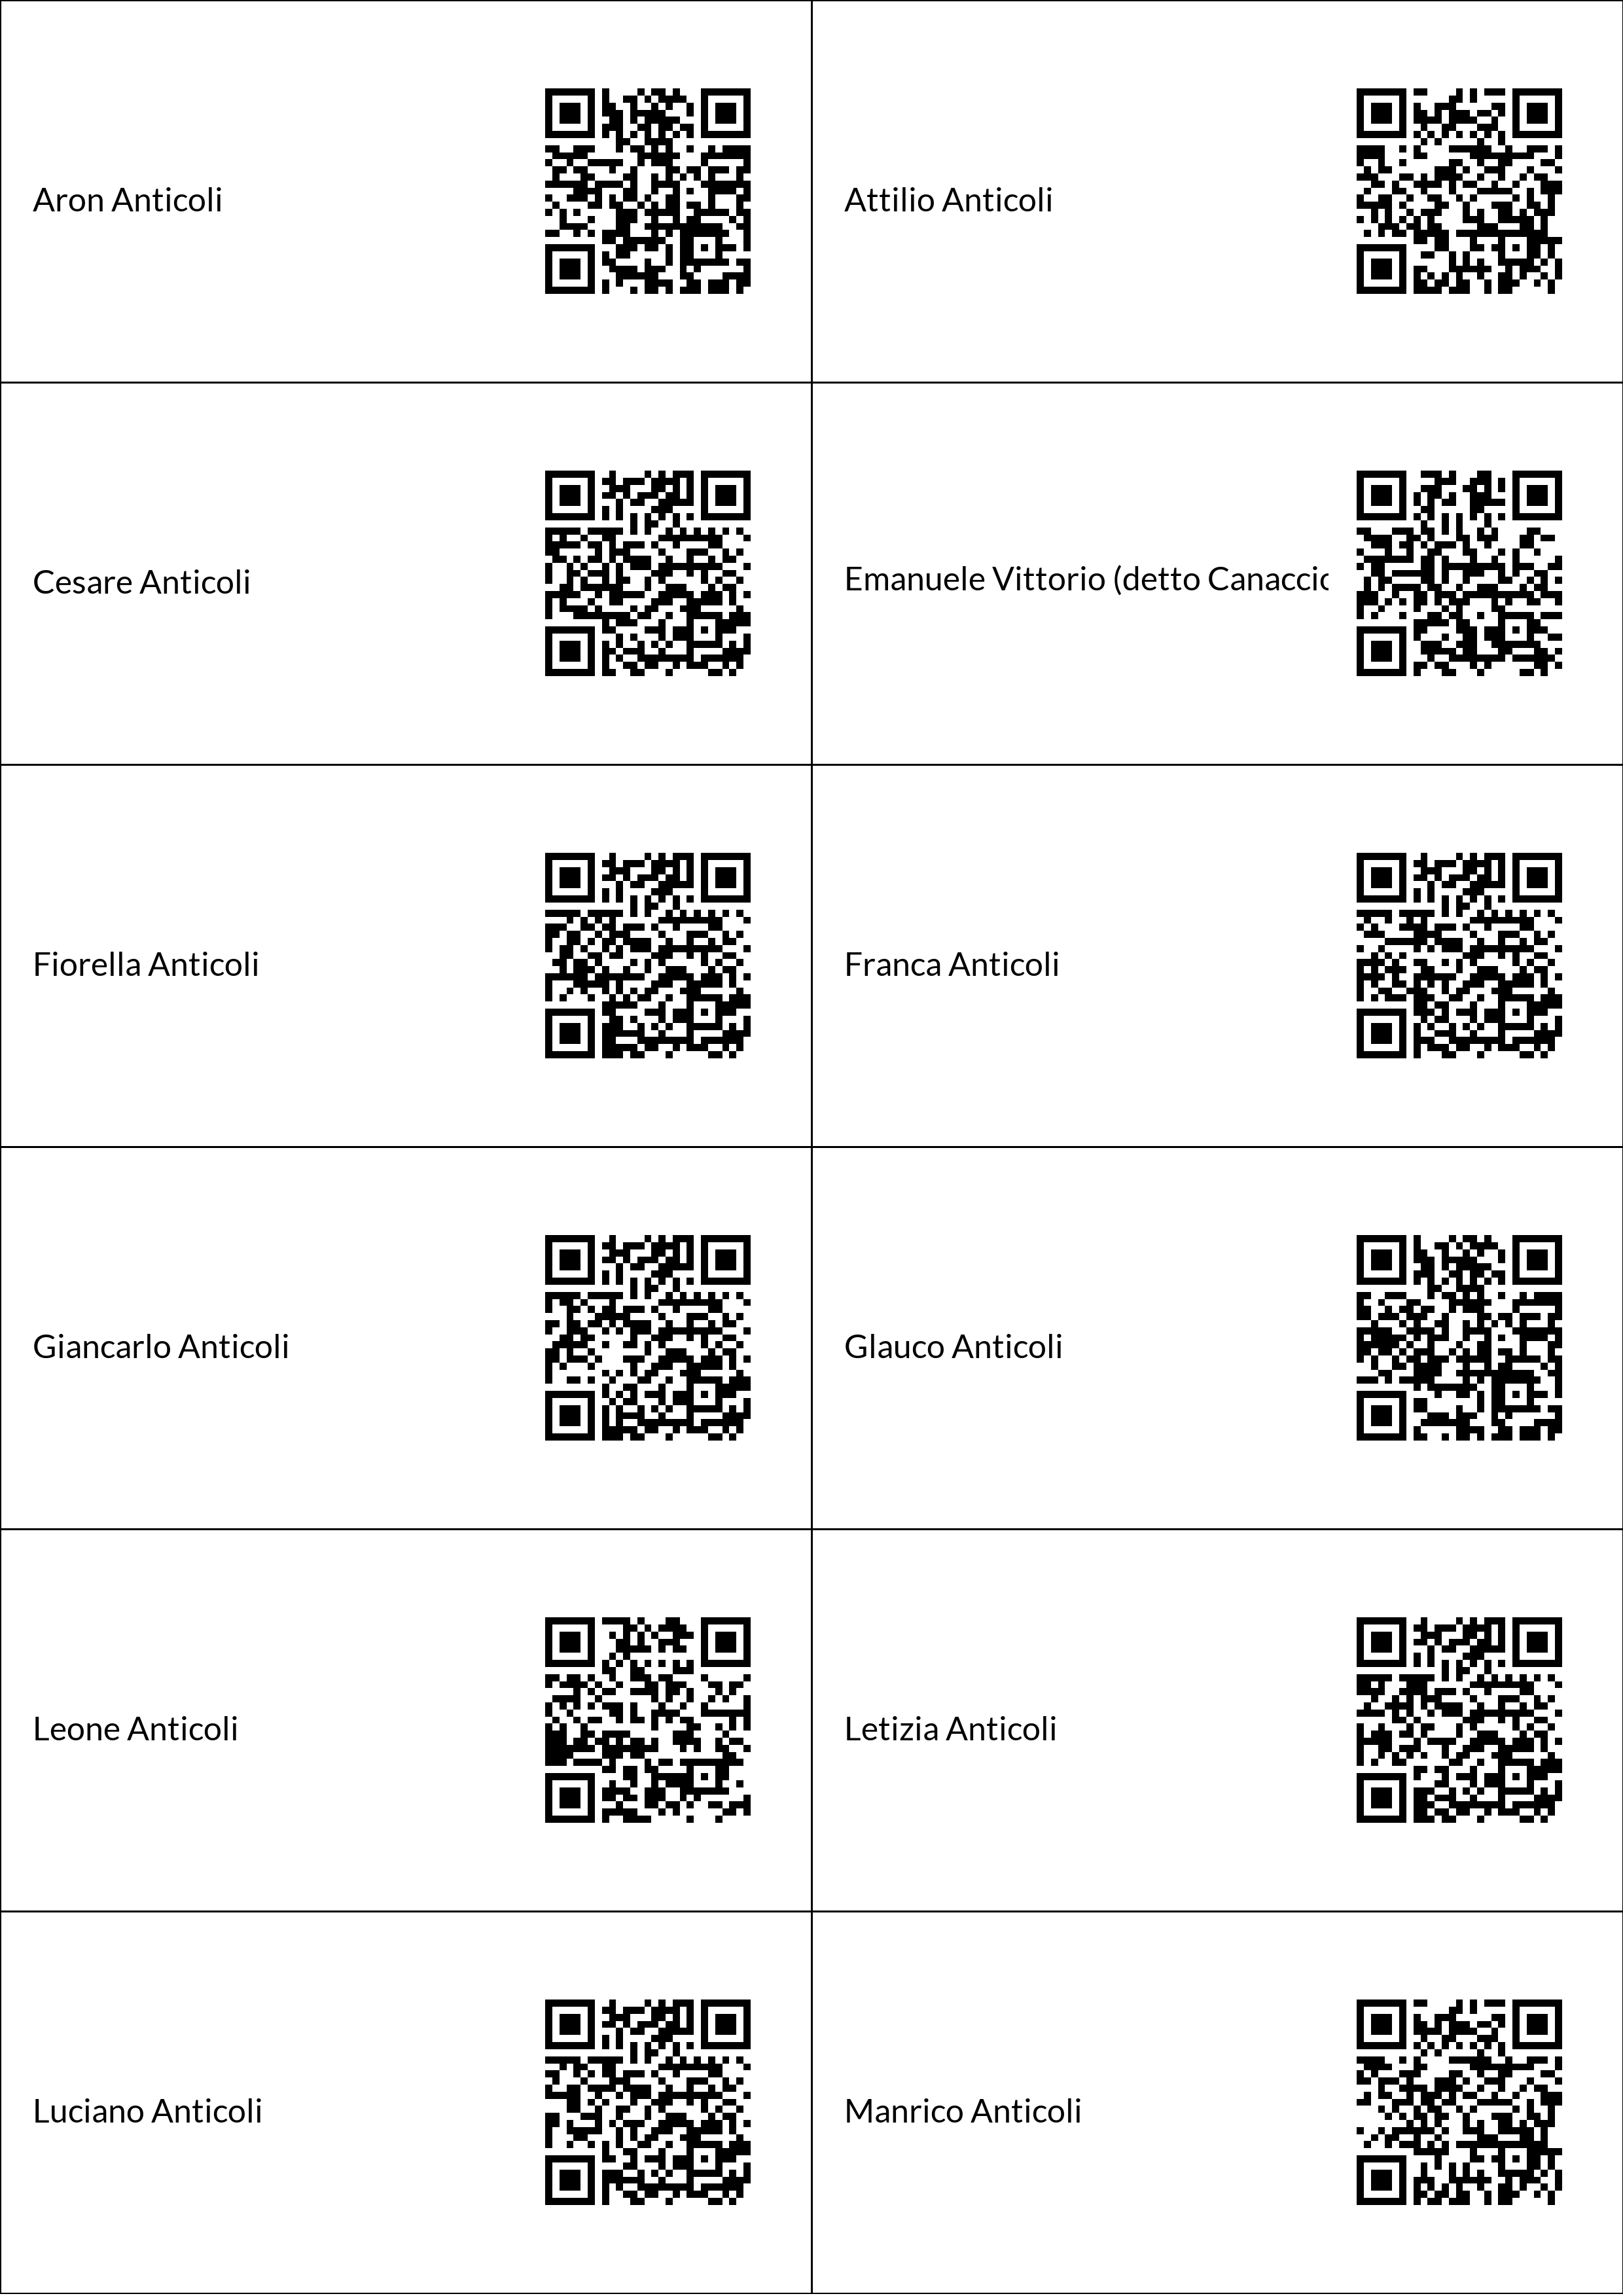 Aron Anticoli
Attilio Anticoli
Cesare Anticoli
Emanuele Vittorio (detto Canaccio
Fiorella Anticoli
Franca Anticoli
Giancarlo Anticoli
Glauco Anticoli
Leone Anticoli
Letizia Anticoli
Luciano Anticoli
Manrico Anticoli